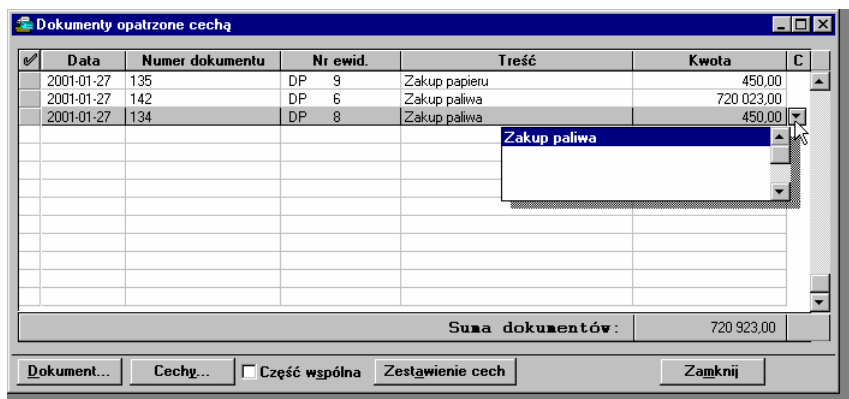 Dokumenty opatrzone cechą
Data Numer dokumentu Nr ewid. Treść Kwota C
2001-01-27 135 DP 9 Zakup papieru 450,00
2001-01-27 142 DP 6 Zakup paliwa 720 023,00
2001-01-27 134 DP 8 Zakup paliwa 450,00
Zakup paliwa
Suma dokumentów: 720 923,00
Dokument... Cechy... Część wspólna Zestawienie cech Zamknij